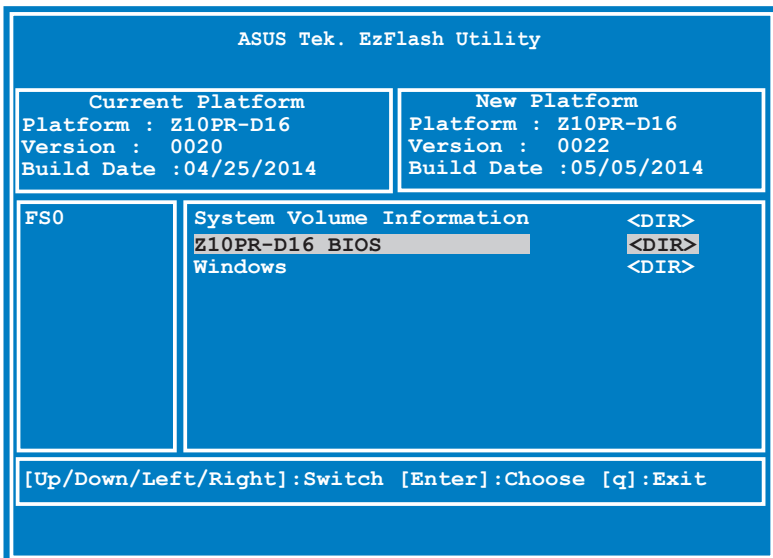 ASUS Tek. EzFlash Utility
Current Platform
Platform : Z10PR-D16
Version : 0020
Build Date :04/25/2014
New Platform
Platform : Z10PR-D16
Version : 0022
Build Date :05/05/2014
FS0
System Volume Information <DIR>
Z10PR-D16 BIOS <DIR>
Windows <DIR>
[Up/Down/Left/Right]:Switch [Enter]:Choose [q]:Exit